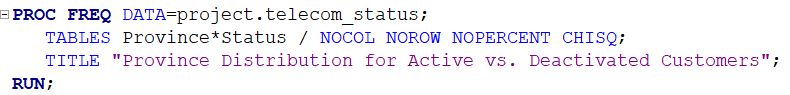 PROC FREQ DATA=project.telecom_status;
TABLES Province*Status / NOCOL NOROW NOPERCENT CHISQ;
TITLE "Province Distribution for Active vs. Deactivated Customers";
RUN;